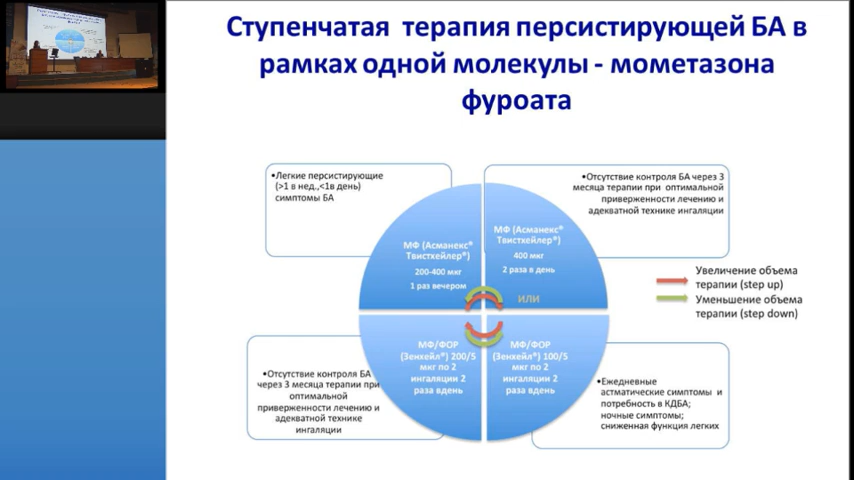 Ступенчатая терапия персистирующей БА в
рамках одной молекулы - мометазона
фуроата
•Легкие персистирующие
(>1 в нед.,<1в день)
симптомы БА
•Отсутствие контроля БА через 3
месяца терапии при оптимальной
приверженности лечению и
адекватной технике ингаляции
МФ (Асманекс®
Твистхейлер®)
200-400 мкг
1 раз вечером
МФ (Асманекс®
Твистхейлер®)
400 мкг
2 раза в день
ИЛИ
Увеличение объема
терапии (step up)
Уменьшение объема
терапии (step down)
МФ/ФОР
(Зенхейл®) 200/5
мкг по 2
ингаляции 2
раза вдень
МФ/ФОР
(Зенхейл®) 100/5
мкг по 2
ингаляции 2
раза вдень
•Отсутствие контроля БА
через 3 месяца терапии при
оптимальной
приверженности лечению и
адекватной технике
ингаляции
•Ежедневные
астматические симптомы и
потребность в КДБА;
ночные симптомы;
сниженная функция легких